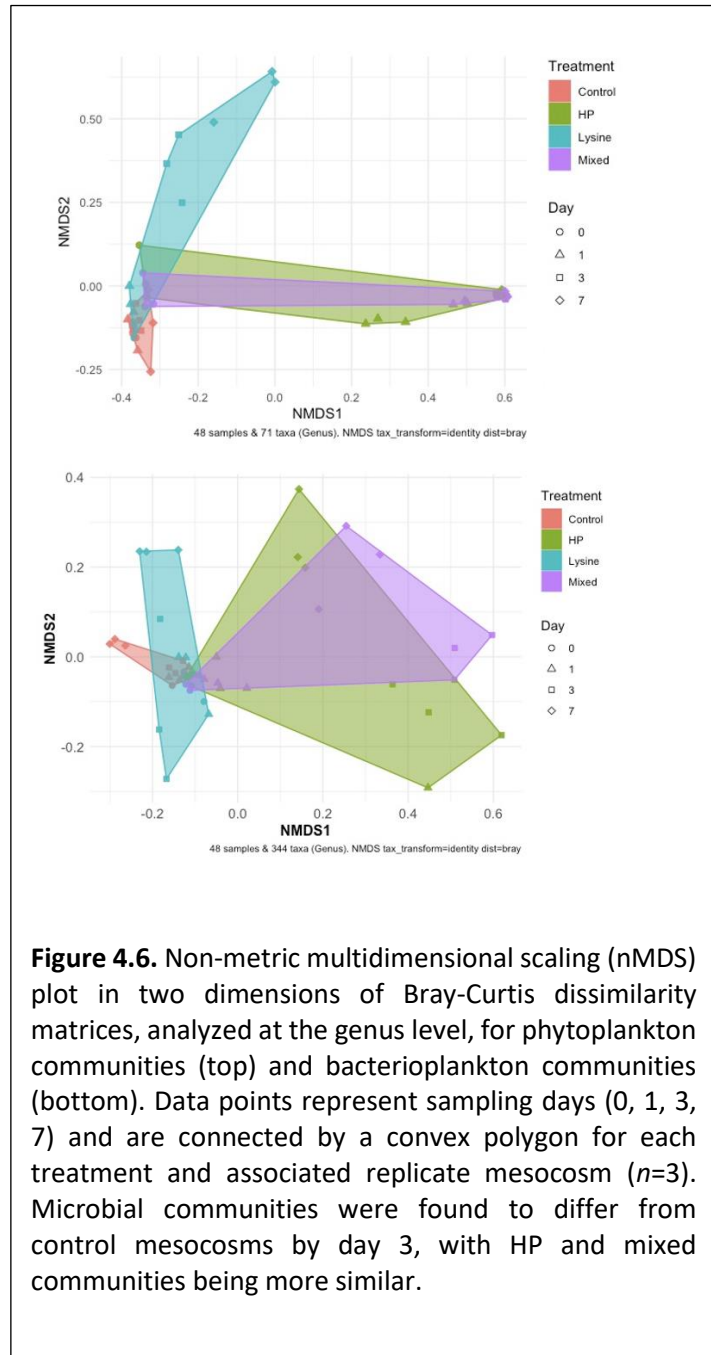 Treatment
Control
HP
Lysine
Mixed
Day
0
1
3
7
NMDS2
0.50
0.25
0.00
-0.25
-0.4
-0.2
0.0
0.2
0.4
0.6
NMDS1
48 samples & 71 taxa (Genus). NMDS tax_transform=identity dist=bray
Treatment
Control
HP
Lysine
Mixed
Day
0
1
3
7
NMDS2
0.4
0.2
0.0
-0.2
-0.2
0.0
0.2
0.4
0.6
NMDS1
48 samples & 344 taxa (Genus). NMDS tax_transform=identity dist=bray
Figure 4.6. Non-metric multidimensional scaling (nMDS)
plot in two dimensions of Bray-Curtis dissimilarity
matrices, analyzed at the genus level, for phytoplankton
communities (top) and bacterioplankton communities
(bottom). Data points represent sampling days (0, 1, 3,
7) and are connected by a convex polygon for each
treatment and associated replicate mesocosm (n=3).
Microbial communities were found to differ from
control mesocosms by day 3, with HP and mixed
communities being more similar.